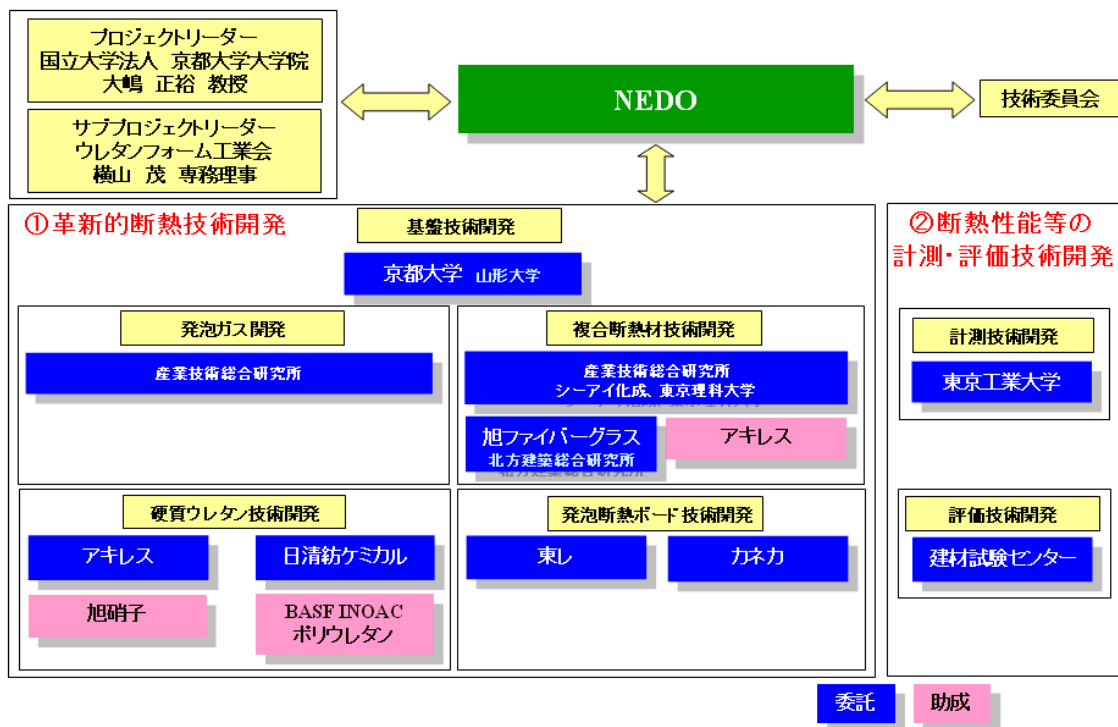 プロジェクトリーダー
国立大学法人 京都大学大学院
大嶋 正裕 教授
サブプロジェクトリーダー
ウレタンフォーム工業会
横山 茂 専務理事
NEDO
技術委員会
①革新的断熱技術開発
基盤技術開発
京都大学 山形大学
発泡ガス開発
産業技術総合研究所
複合断熱材技術開発
産業技術総合研究所
シーアイ化成、東京理科大学
旭ファイバーグラス
北方建築総合研究所
アキレス
硬質ウレタン技術開発
アキレス
日清紡ケミカル
旭硝子
BASF INOAC
ポリウレタン
発泡断熱ボード技術開発
東レ
カネカ
②断熱性能等の
計測・評価技術開発
計測技術開発
東京工業大学
評価技術開発
建材試験センター
委託
助成